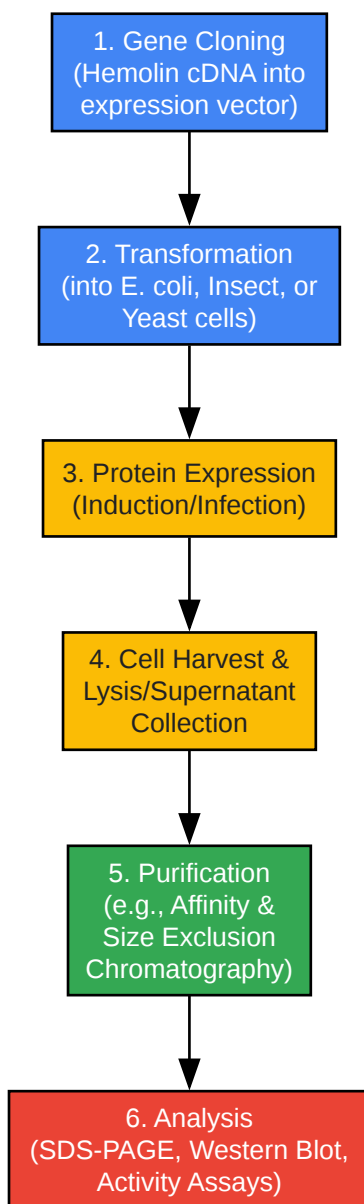 1. Gene Cloning
(Hemolin cDNA into
expression vector)
2. Transformation
(into E. coli, Insect, or
Yeast cells)
3. Protein Expression
(Induction/Infection)
4. Cell Harvest &
Lysis/Supernatant
Collection
5. Purification
(e.g., Affinity &
Size Exclusion
Chromatography)
6. Analysis
(SDS-PAGE, Western Blot,
Activity Assays)